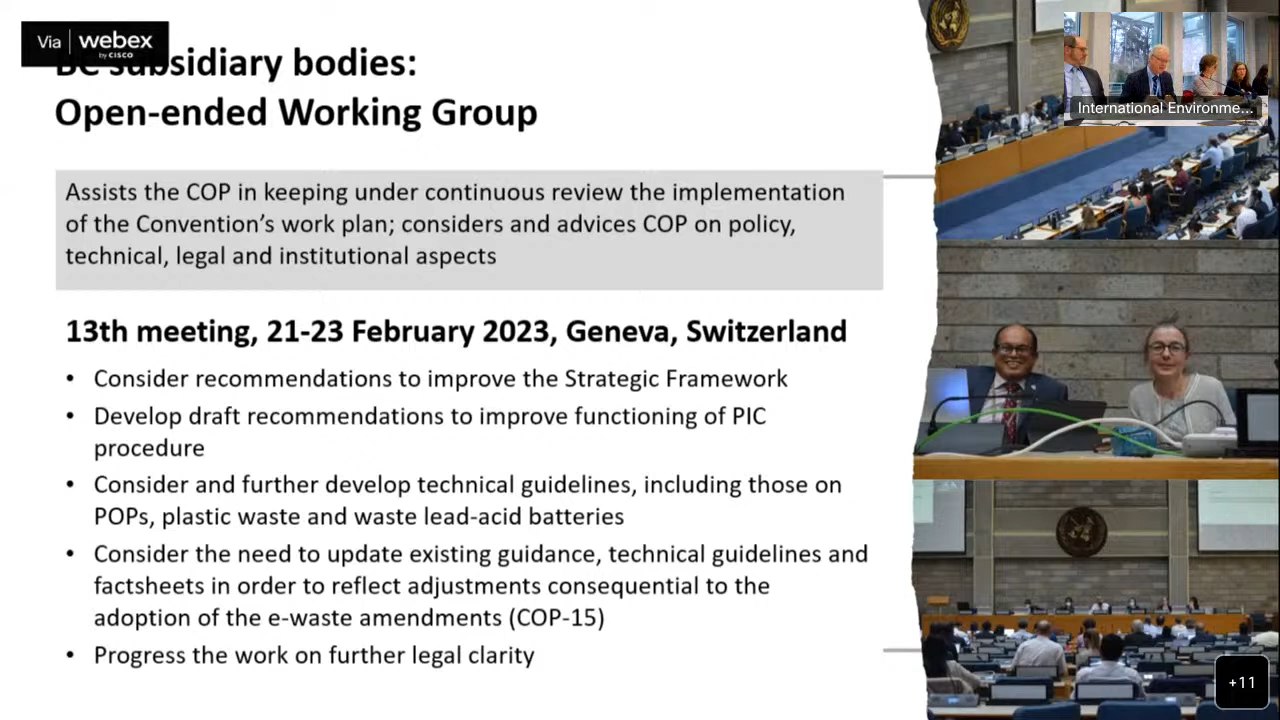 Via webex
by CISCO
BC subsidiary bodies:
Open-ended Working Group
International Environme...
Assists the COP in keeping under continuous review the implementation
of the Convention's work plan; considers and advices COP on policy,
technical, legal and institutional aspects
13th meeting, 21-23 February 2023, Geneva, Switzerland
• Consider recommendations to improve the Strategic Framework
• Develop draft recommendations to improve functioning of PIC
procedure
• Consider and further develop technical guidelines, including those on
POPs, plastic waste and waste lead-acid batteries
• Consider the need to update existing guidance, technical guidelines and
factsheets in order to reflect adjustments consequential to the
adoption of the e-waste amendments (COP-15)
• Progress the work on further legal clarity
+11